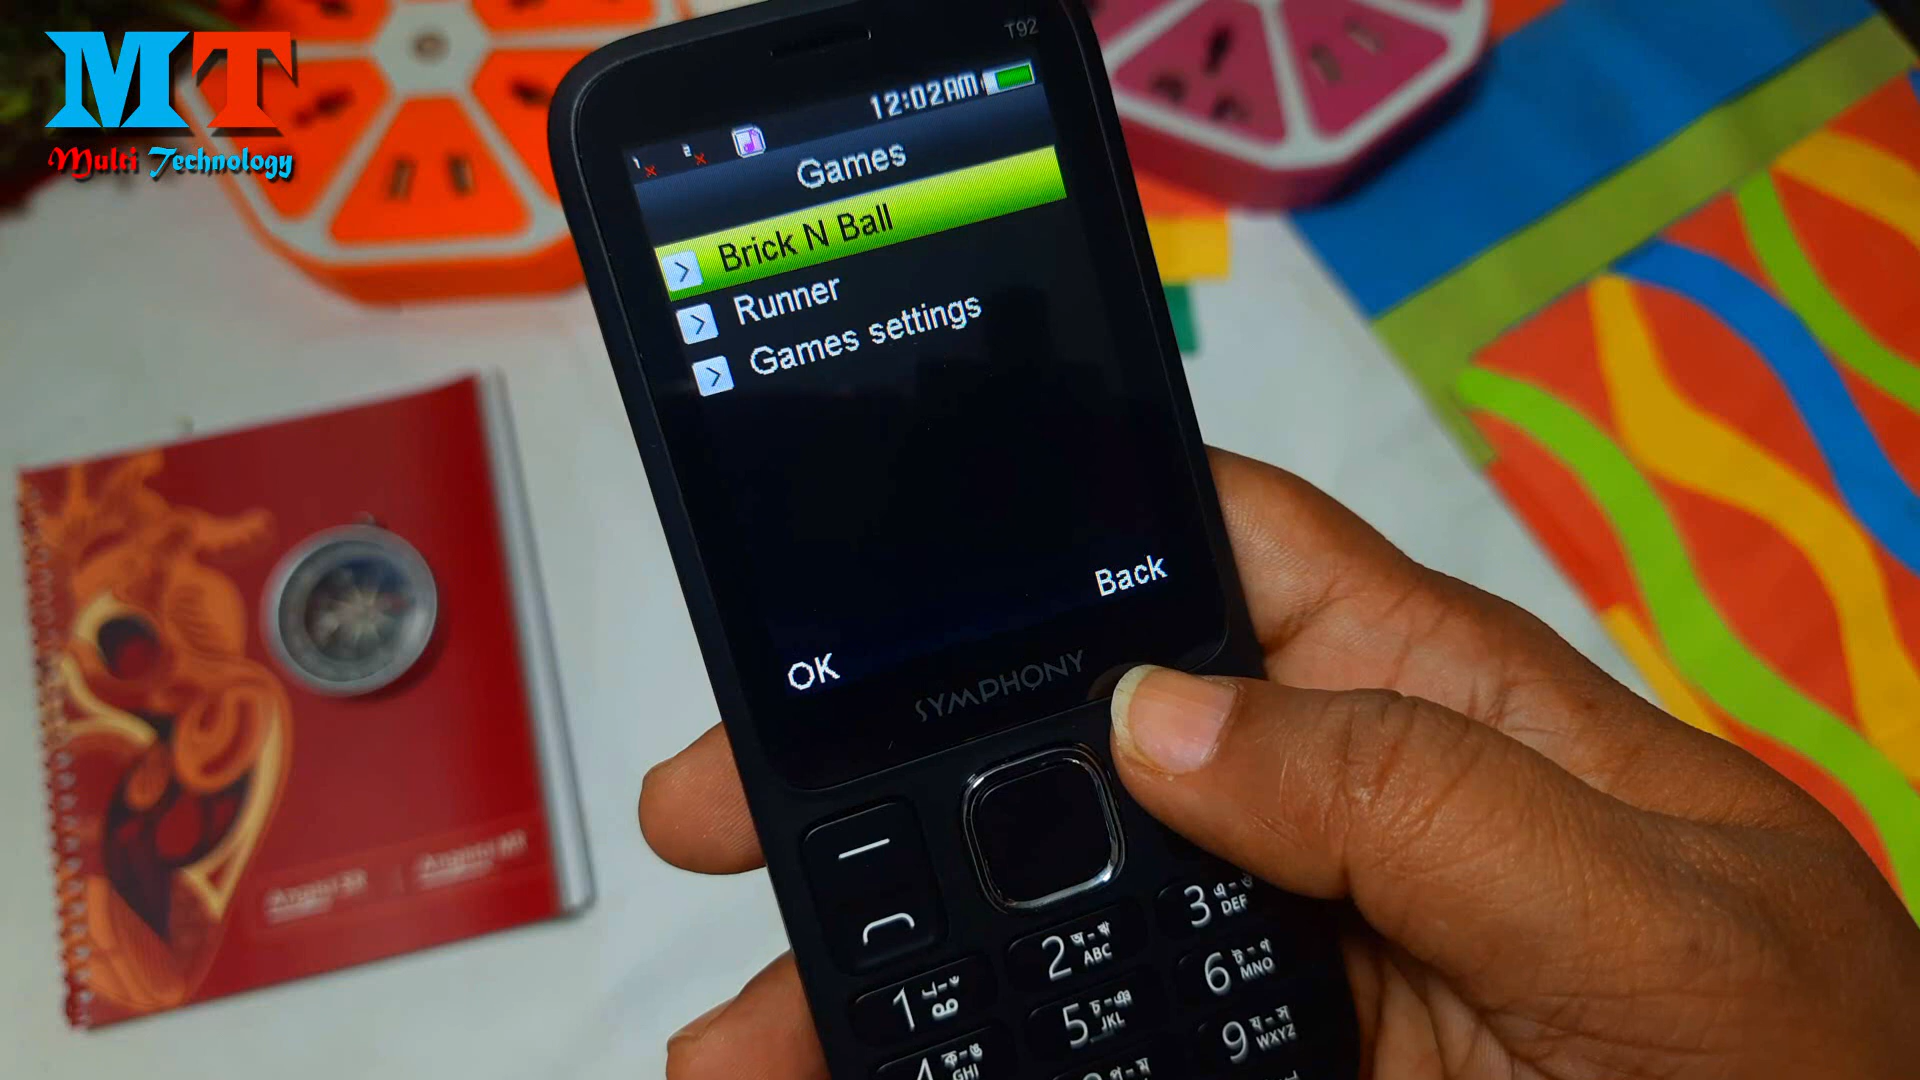 MT
Multi Technology
T92
12:02AM
Games
Brick N Ball
Runner
Games settings
Back
OK
SYMPHONY
1
2 অ-ঝ ABC
3 DEF
GHI
5 চ-ঞ JKL
6 ট-ণ MNO
9 য-স WXYZ